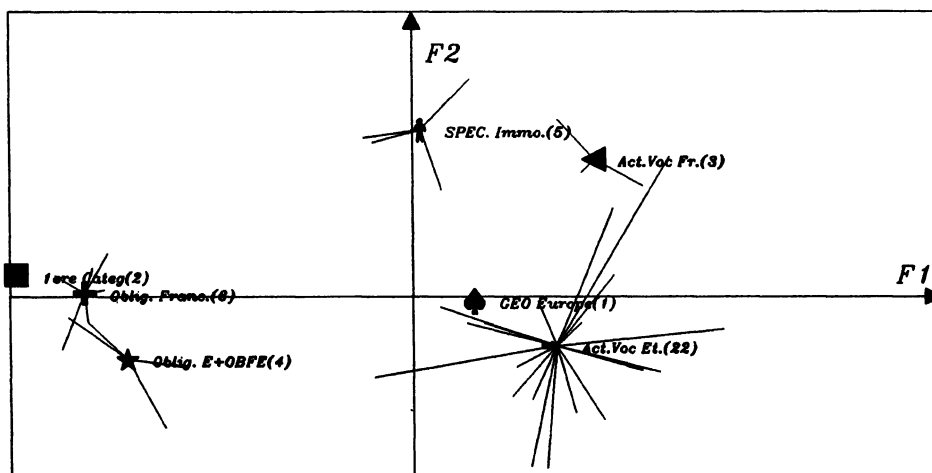 F2
SPEC. Immo.(5)
Act.Voc Fr.(3)
1ere Categ(2)
F1
Oblig. Franc.(6)
GEO Europe(1)
Act.Voc Et.(22)
Oblig. E+OBFE(4)